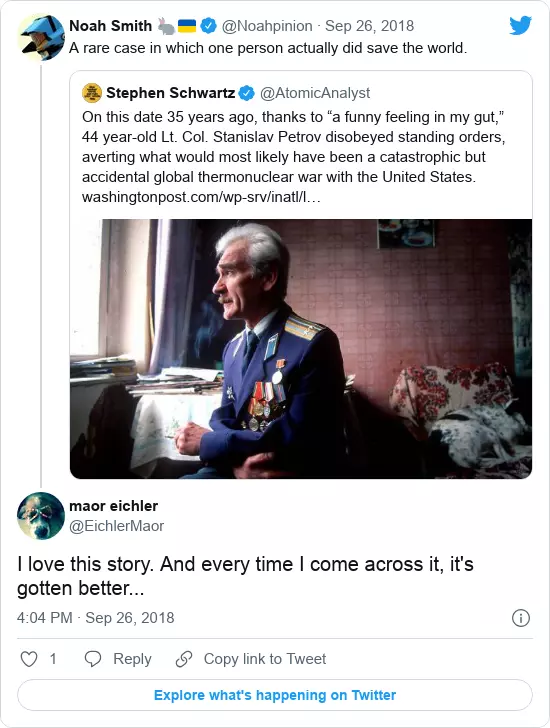 Noah Smith 🐇🇺🇦 @Noahpinion · Sep 26, 2018
A rare case in which one person actually did save the world.
Stephen Schwartz @AtomicAnalyst
On this date 35 years ago, thanks to “a funny feeling in my gut,”
44 year-old Lt. Col. Stanislav Petrov disobeyed standing orders,
averting what would most likely have been a catastrophic but
accidental global thermonuclear war with the United States.
washingtonpost.com/wp-srv/inatl/l…
maor eichler
@EichlerMaor
I love this story. And every time I come across it, it's
gotten better...
4:04 PM · Sep 26, 2018
1 Reply Copy link to Tweet
Explore what's happening on Twitter